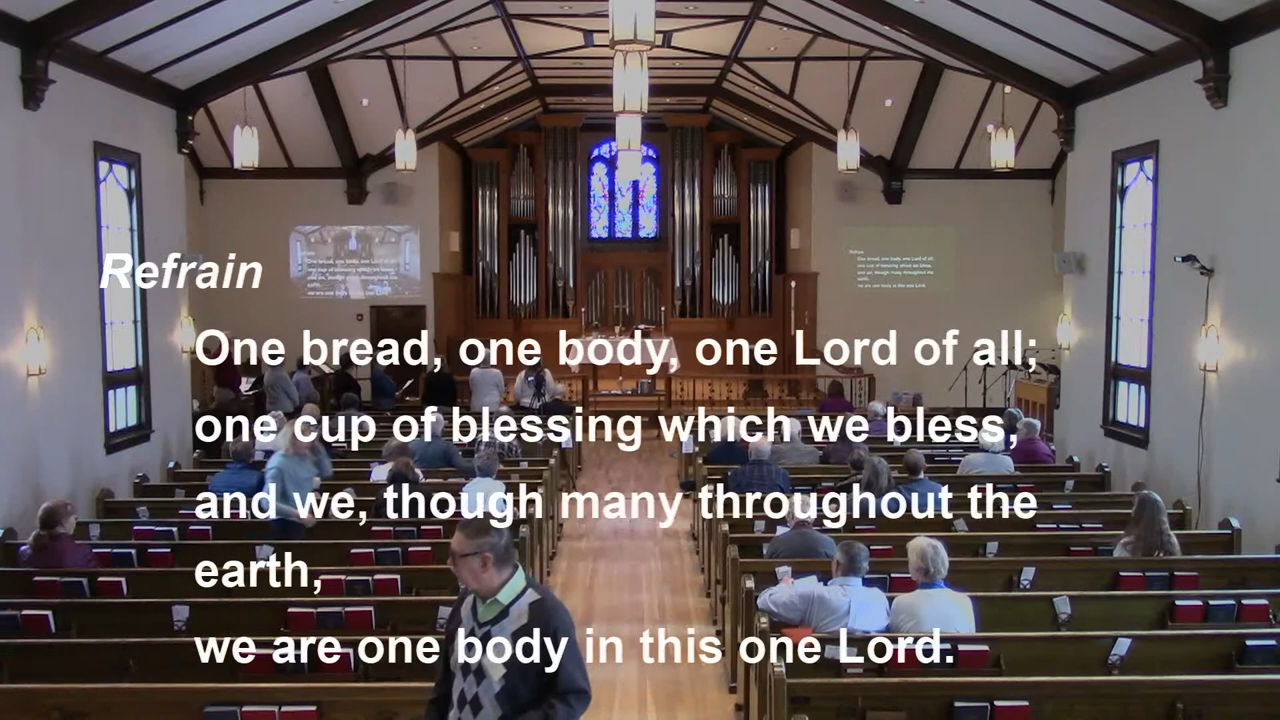 Refrain
One bread, one body, one Lord of all;
one cup of blessing which we bless,
and we, though many throughout the
earth,
we are one body in this one Lord.